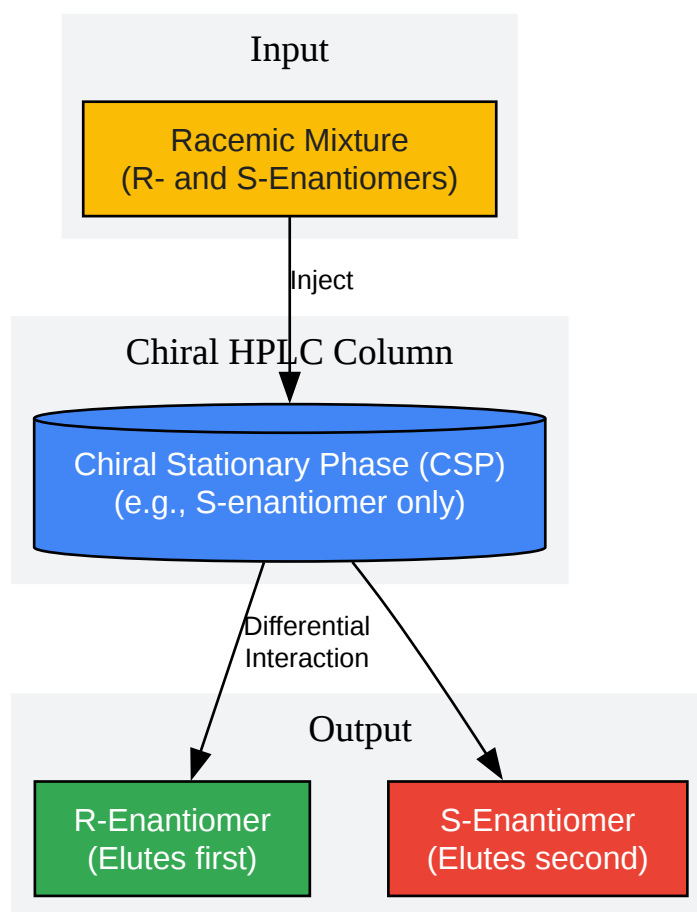 Input
Racemic Mixture
(R- and S-Enantiomers)
Inject
Chiral HPLC Column
Chiral Stationary Phase (CSP)
(e.g., S-enantiomer only)
Differential
Interaction
Output
R-Enantiomer
(Elutes first)
S-Enantiomer
(Elutes second)